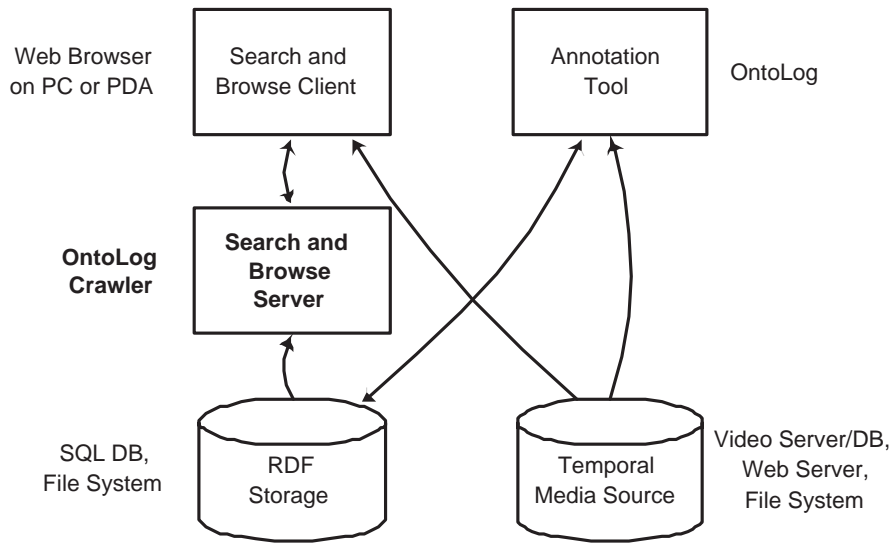 Web Browser
on PC or PDA
Search and
Browse Client
Annotation
Tool
OntoLog
OntoLog
Crawler
Search and
Browse
Server
SQL DB,
File System
RDF
Storage
Temporal
Media Source
Video Server/DB,
Web Server,
File System